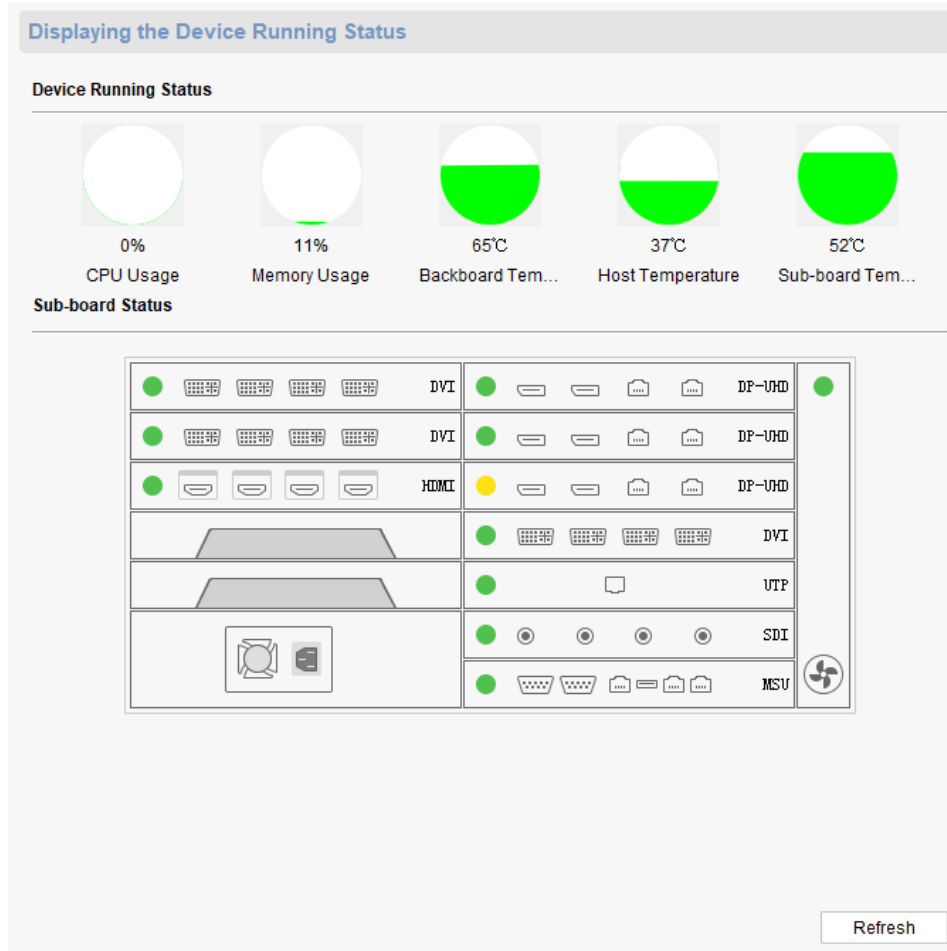 Displaying the Device Running Status
Device Running Status
0% 11% 65℃ 37℃ 52℃
CPU Usage Memory Usage Backboard Tem... Host Temperature Sub-board Tem...
Sub-board Status
DVI DP-UHD
DVI DP-UHD
HDMI DP-UHD
DVI
UTP
SDI
MSU
Refresh